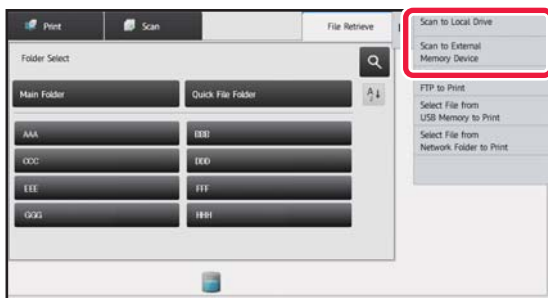 Print
Scan
File Retrieve
Scan to Local Drive
Scan to External
Memory Device
Folder Select
Main Folder
Quick File Folder
FTP to Print
Select File from
USB Memory to Print
Select File from
Network Folder to Print
AAA
BBB
CCC
DDD
EEE
FFF
GGG
HHH